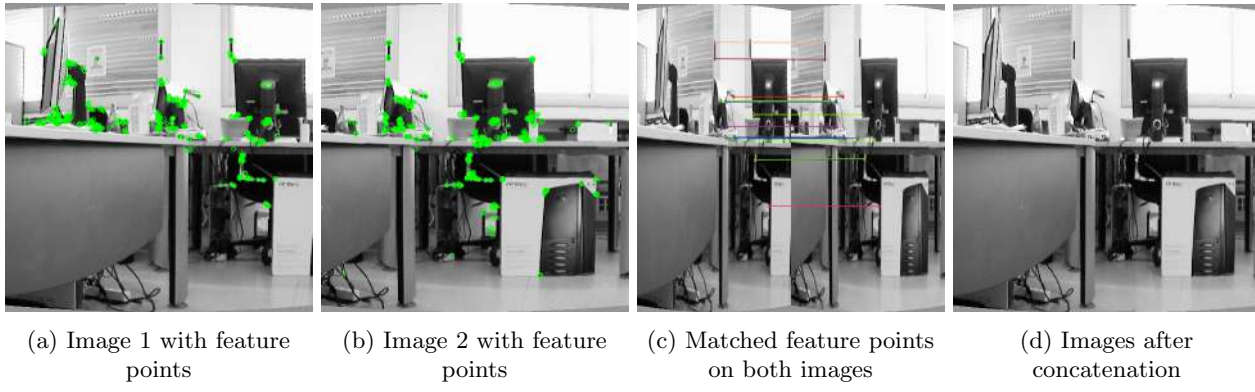 (a) Image 1 with feature
points
(b) Image 2 with feature
points
(c) Matched feature points
on both images
(d) Images after
concatenation